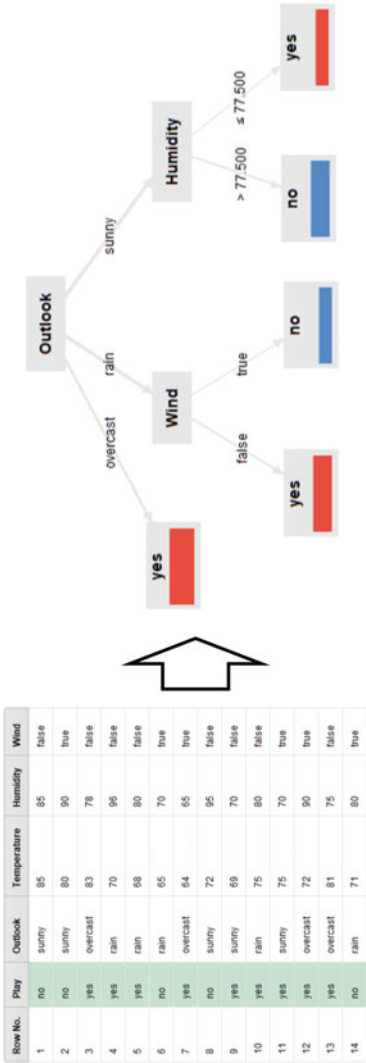 Row No. Play Outlook Temperature Humidity Wind
1 no sunny 85 85 false
2 no sunny 80 90 true
3 yes overcast 83 78 false
4 yes rain 70 96 false
5 yes rain 68 80 false
6 no rain 65 70 true
7 yes overcast 64 65 true
8 no sunny 72 95 false
9 yes sunny 69 70 false
10 yes rain 75 80 false
11 yes sunny 75 70 true
12 yes overcast 72 90 true
13 yes overcast 81 75 false
14 no rain 71 80 true
Outlook
overcast rain sunny
yes Wind Humidity
false true > 77.500 ≤ 77.500
yes no no yes